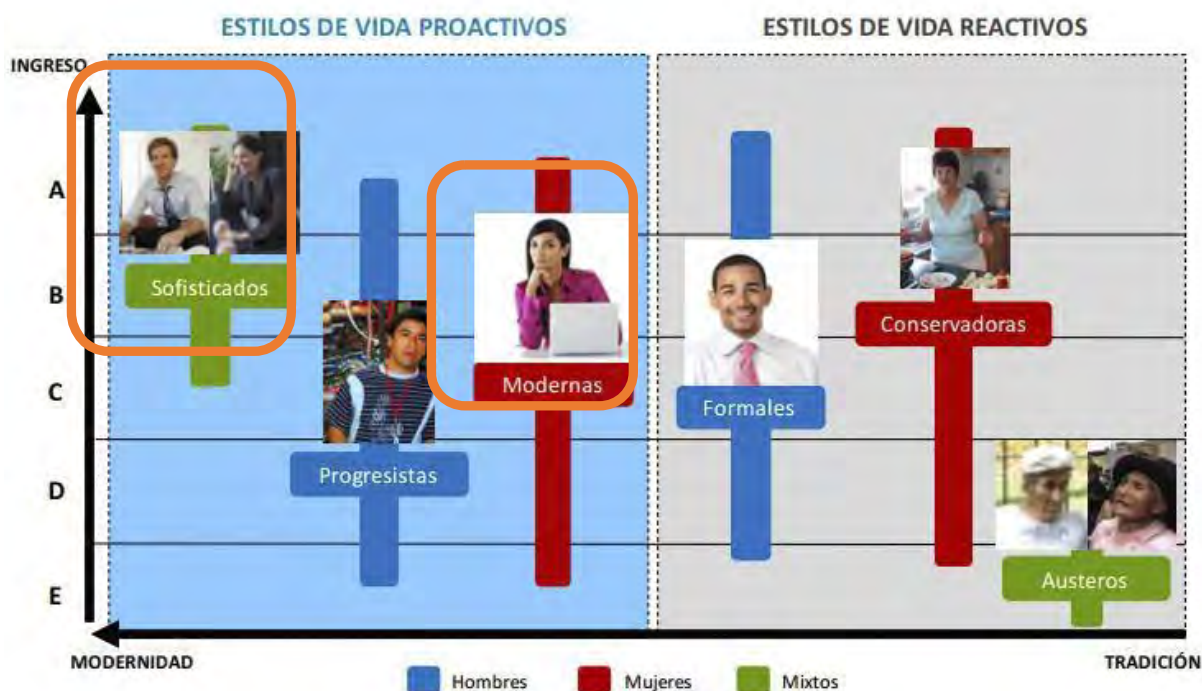 ESTILOS DE VIDA PROACTIVOS
ESTILOS DE VIDA REACTIVOS
INGRESO
A
B
C
D
E
Sofisticados
Progresistas
Modernas
Formales
Conservadoras
Austeros
MODERNIDAD
TRADICIÓN
Hombres
Mujeres
Mixtos